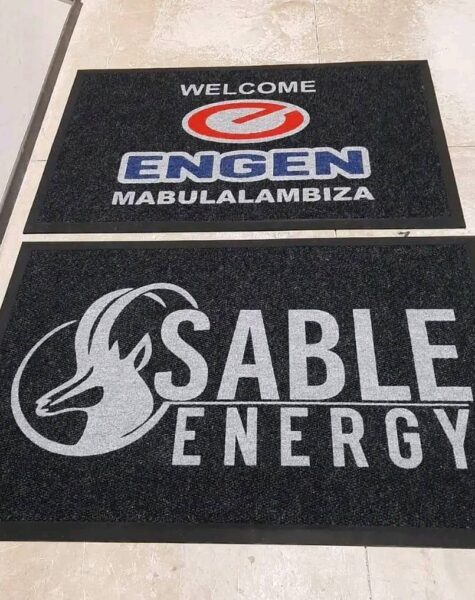 WELCOME
e
ENGEN
MABULALAMBIZA
SABLE
ENERGY